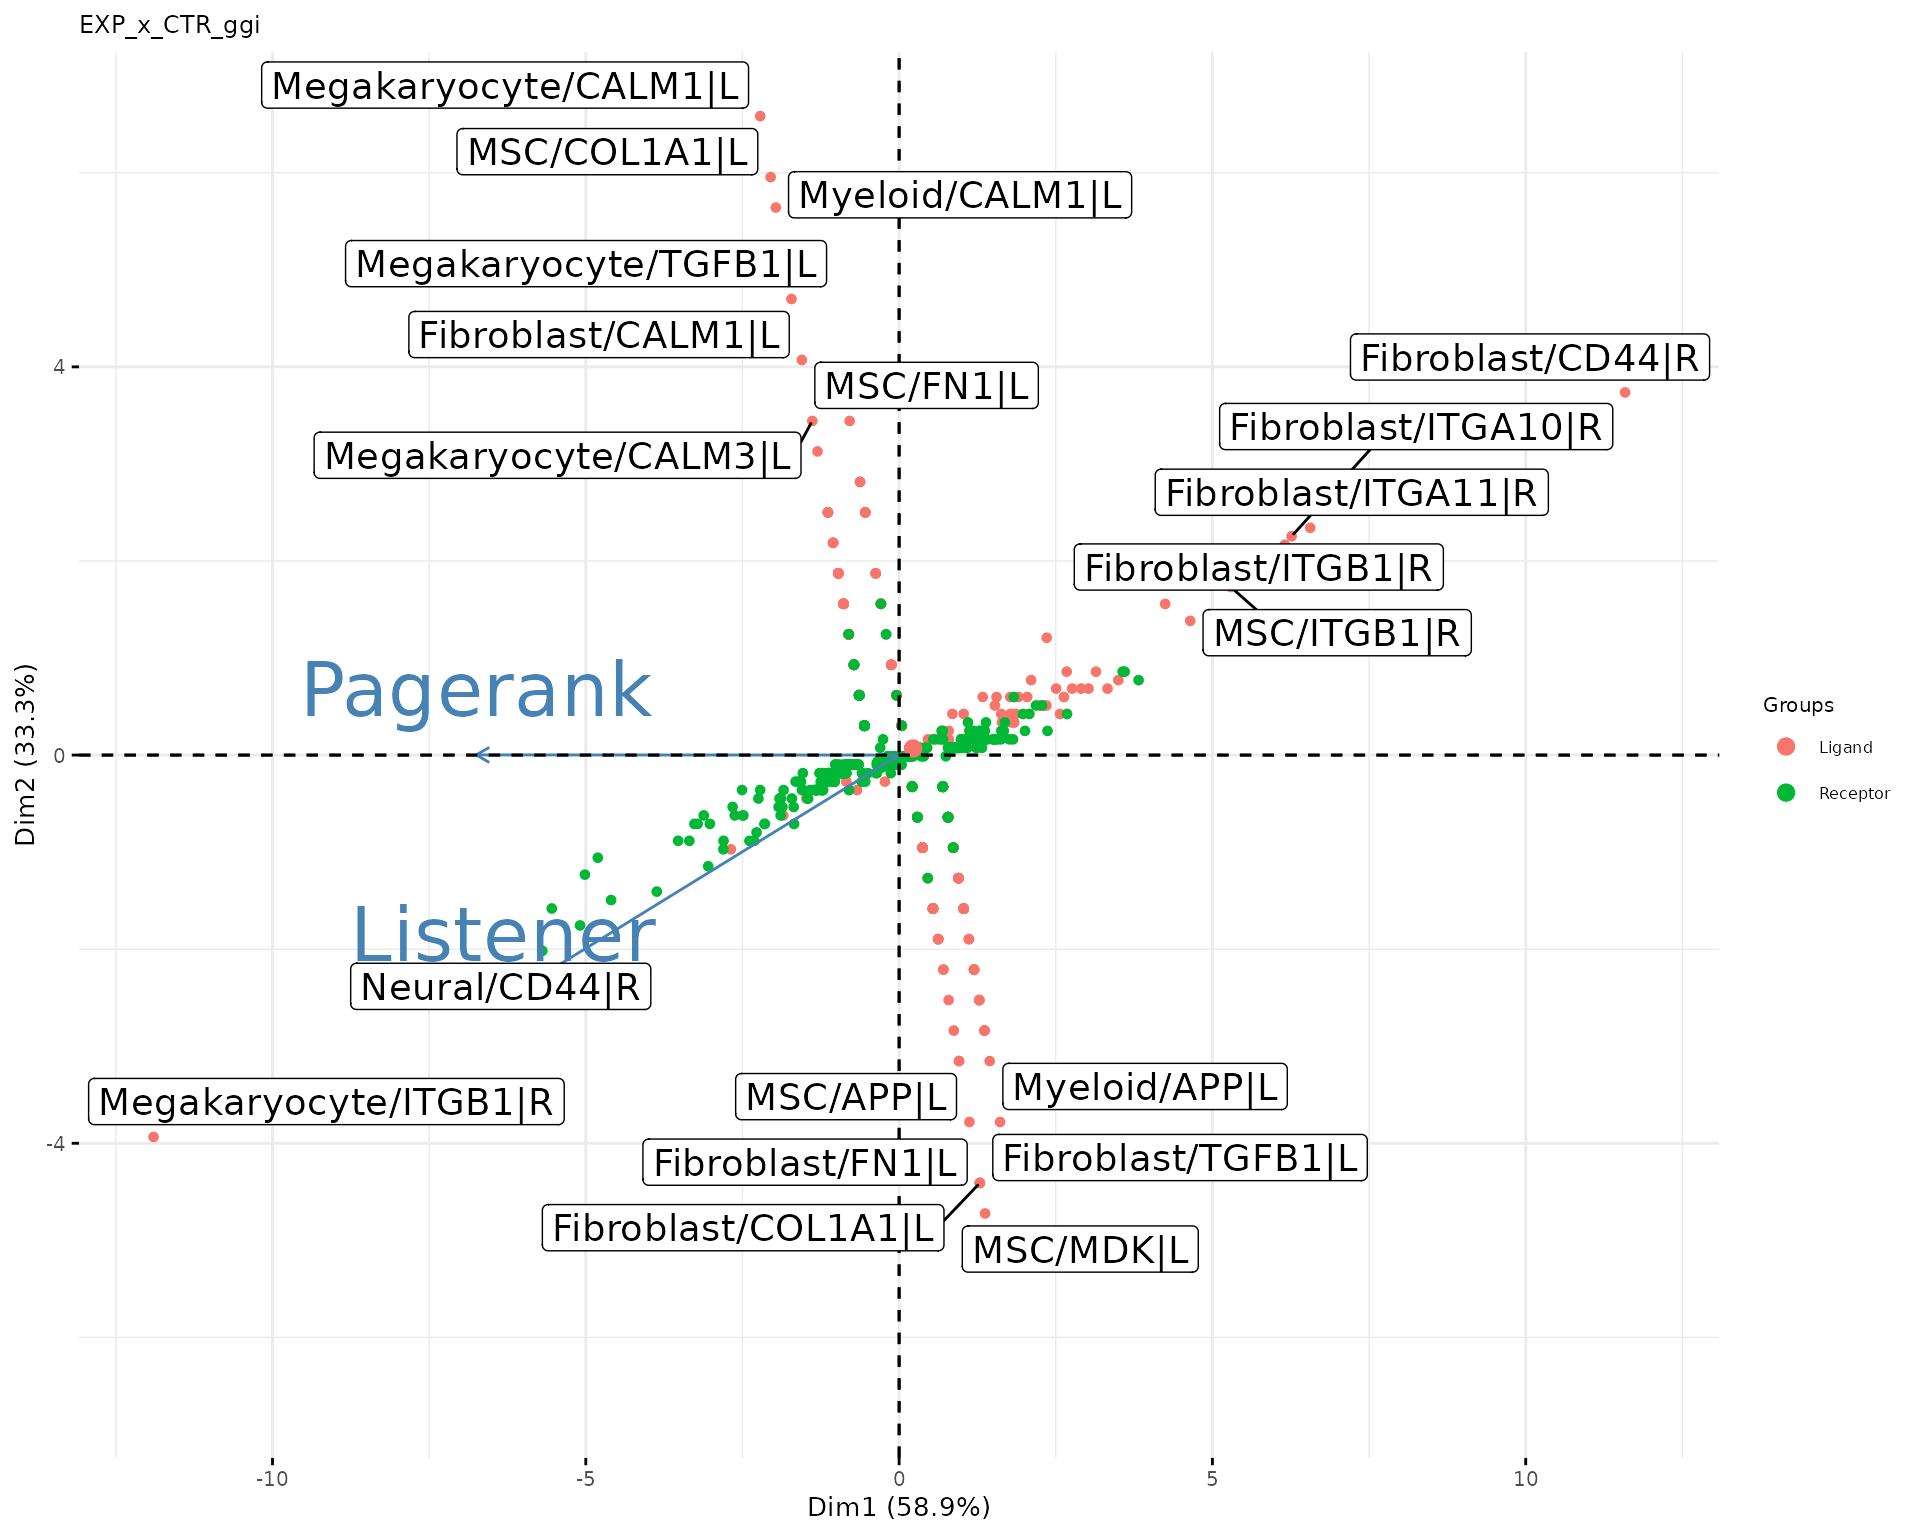 EXP_x_CTR_ggi
Megakaryocyte/CALM1|L
MSC/COL1A1|L
Myeloid/CALM1|L
Megakaryocyte/TGFB1|L
Fibroblast/CALM1|L
Fibroblast/CD44|R
4
MSC/FN1|L
Fibroblast/ITGA10|R
Megakaryocyte/CALM3|L
Fibroblast/ITGA11|R
Fibroblast/ITGB1|R
MSC/ITGB1|R
Pagerank
Groups
Ligand
Receptor
0
Dim2 (33.3%)
Listener
Neural/CD44|R
Megakaryocyte/ITGB1|R
MSC/APP|L
Myeloid/APP|L
-4
Fibroblast/FN1|L
Fibroblast/TGFB1|L
Fibroblast/COL1A1|L
MSC/MDK|L
-10
-5
0
5
10
Dim1 (58.9%)